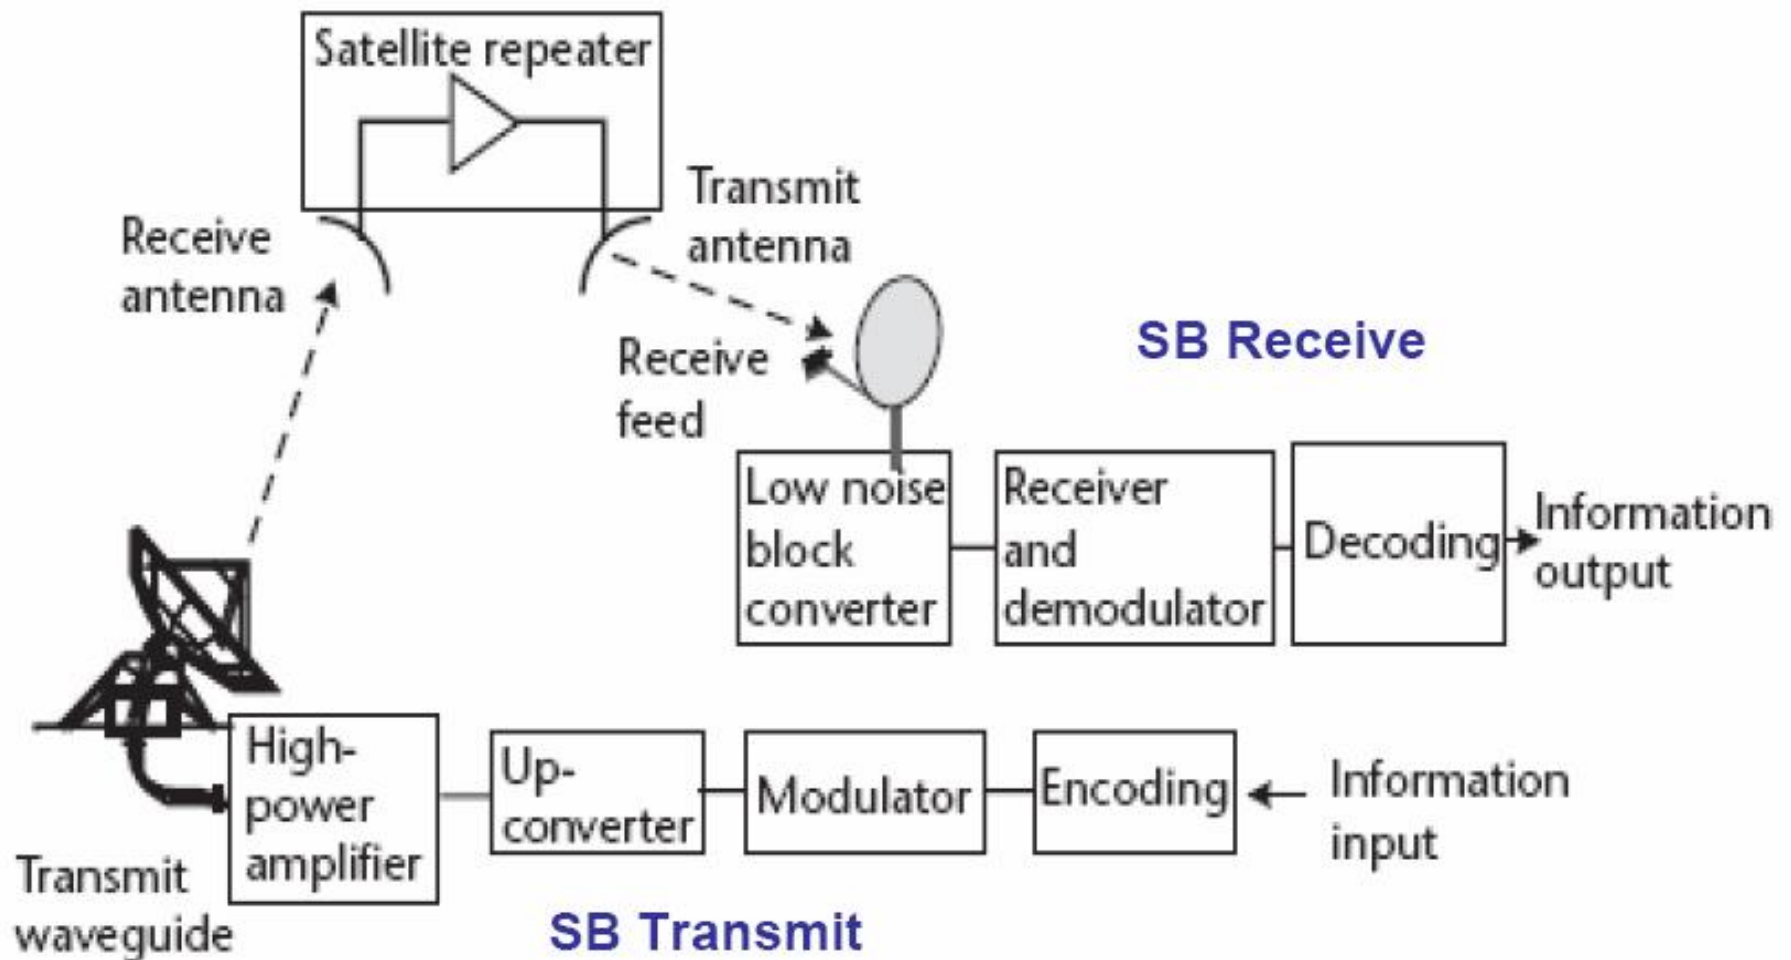 Satellite repeater
Transmit
antenna
Receive
antenna
SB Receive
Receive
feed
Low noise
block
converter
Receiver
and
demodulator
Decoding
Information
output
High-
power
amplifier
Up-
converter
Modulator
Encoding
Information
input
Transmit
waveguide
SB Transmit